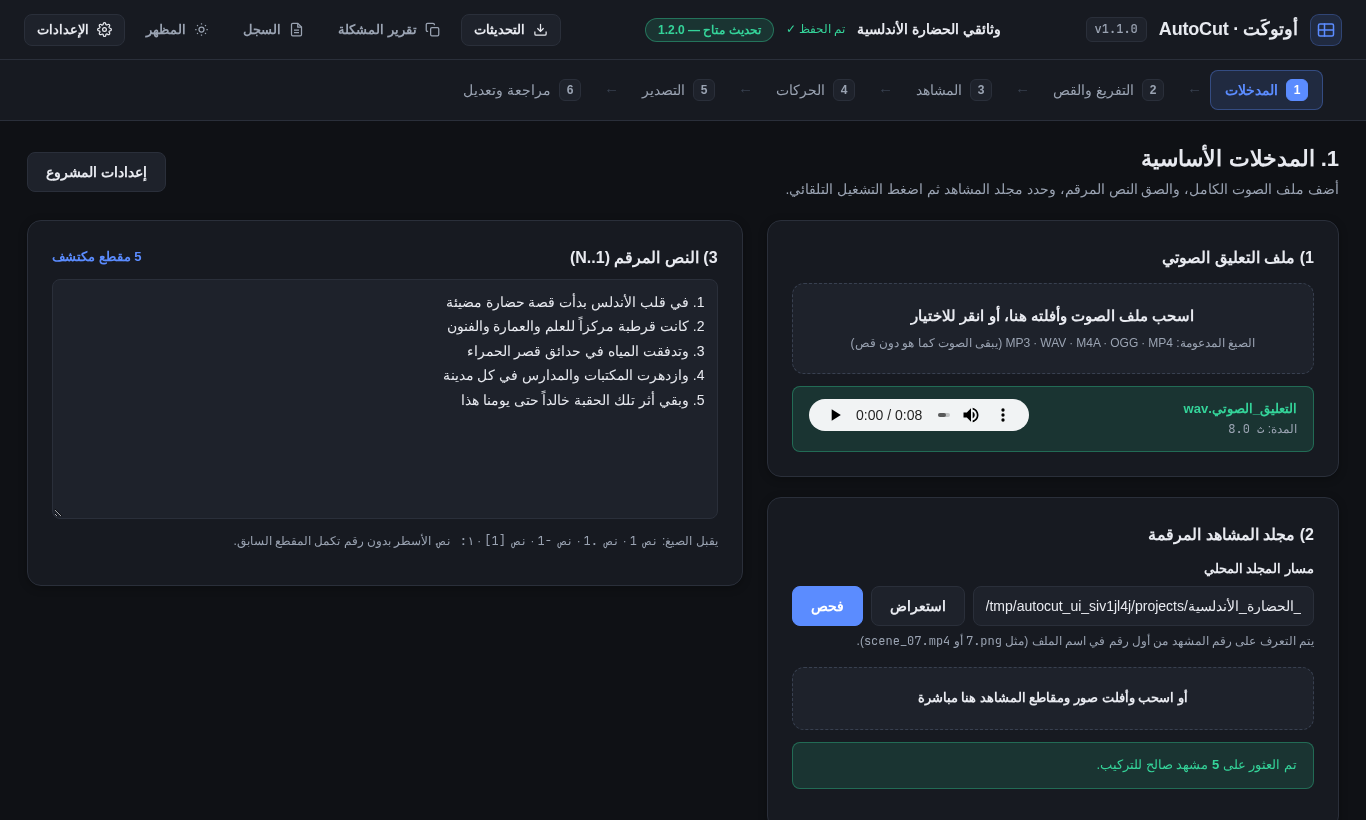 أوتوكَت · AutoCut
v1.1.0
وثائقي الحضارة الأندلسية
تم الحفظ ✓
تحديث متاح — 1.2.0
التحديثات
تقرير المشكلة
السجل
المظهر
الإعدادات
1 المدخلات
←
2 التفريغ والقص
←
3 المشاهد
←
4 الحركات
←
5 التصدير
←
6 مراجعة وتعديل
1. المدخلات الأساسية
أضف ملف الصوت الكامل، والصق النص المرقم، وحدد مجلد المشاهد ثم اضغط التشغيل التلقائي.
إعدادات المشروع
1) ملف التعليق الصوتي
اسحب ملف الصوت وأفلته هنا، أو انقر للاختيار
الصيغ المدعومة: MP3 · WAV · M4A · OGG · MP4 (يبقى الصوت كما هو دون قص)
التعليق_الصوتي.wav
المدة: 8.0 ث
0:00 / 0:08
2) مجلد المشاهد المرقمة
مسار المجلد المحلي
/tmp/autocut_ui_siv1jl4j/projects/الحضارة_الأندلسية_
استعراض
فحص
يتم التعرف على رقم المشهد من أول رقم في اسم الملف (مثل 7.png أو scene_07.mp4).
أو اسحب وأفلت صور ومقاطع المشاهد هنا مباشرة
تم العثور على 5 مشهد صالح للتركيب.
3) النص المرقم (1..N)
5 مقطع مكتشف
1. في قلب الأندلس بدأت قصة حضارة مضيئة
2. كانت قرطبة مركزاً للعلم والعمارة والفنون
3. وتدفقت المياه في حدائق قصر الحمراء
4. وازدهرت المكتبات والمدارس في كل مدينة
5. وبقي أثر تلك الحقبة خالداً حتى يومنا هذا
يقبل الصيغ: 1 نص · 1. نص · 1- نص · [1] نص · ١: نص الأسطر بدون رقم تكمل المقطع السابق.